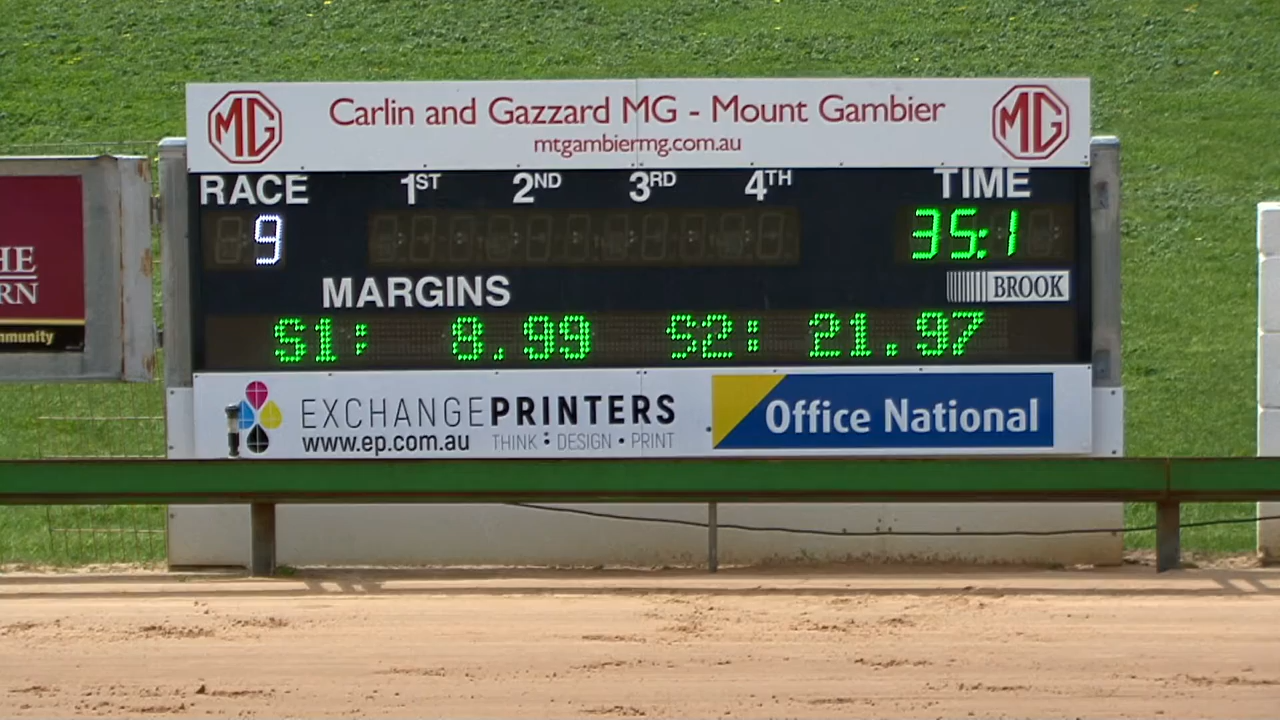 MG Carlin and Gazzard MG - Mount Gambier MG
mtgambiermg.com.au
RACE 1ST 2ND 3RD 4TH TIME
9 35:1
MARGINS BROOK
S1: 8.99 S2: 21.97
EXCHANGEPRINTERS
www.ep.com.au THINK : DESIGN • PRINT
Office National
HE
RN
mmunity